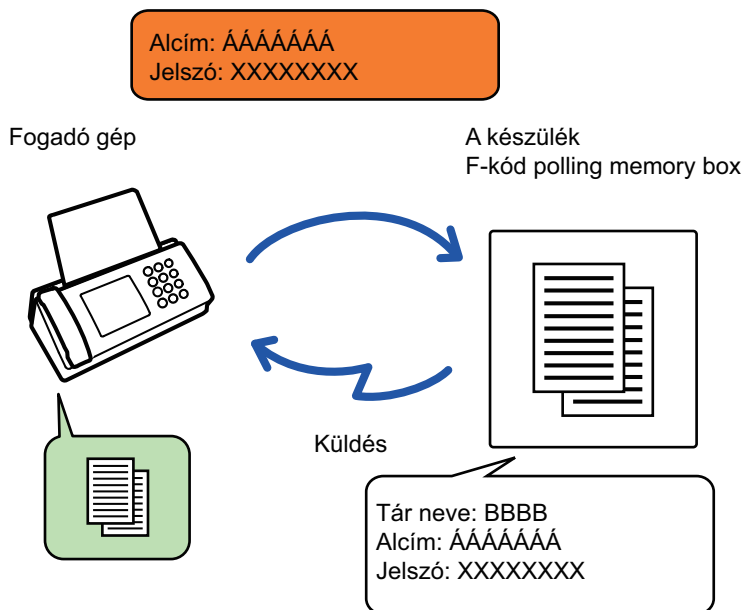 Alcím: ÁÁÁÁÁÁÁ
Jelszó: XXXXXXXX
Fogadó gép
A készülék
F-kód polling memory box
Küldés
Tár neve: BBBB
Alcím: ÁÁÁÁÁÁÁ
Jelszó: XXXXXXXX